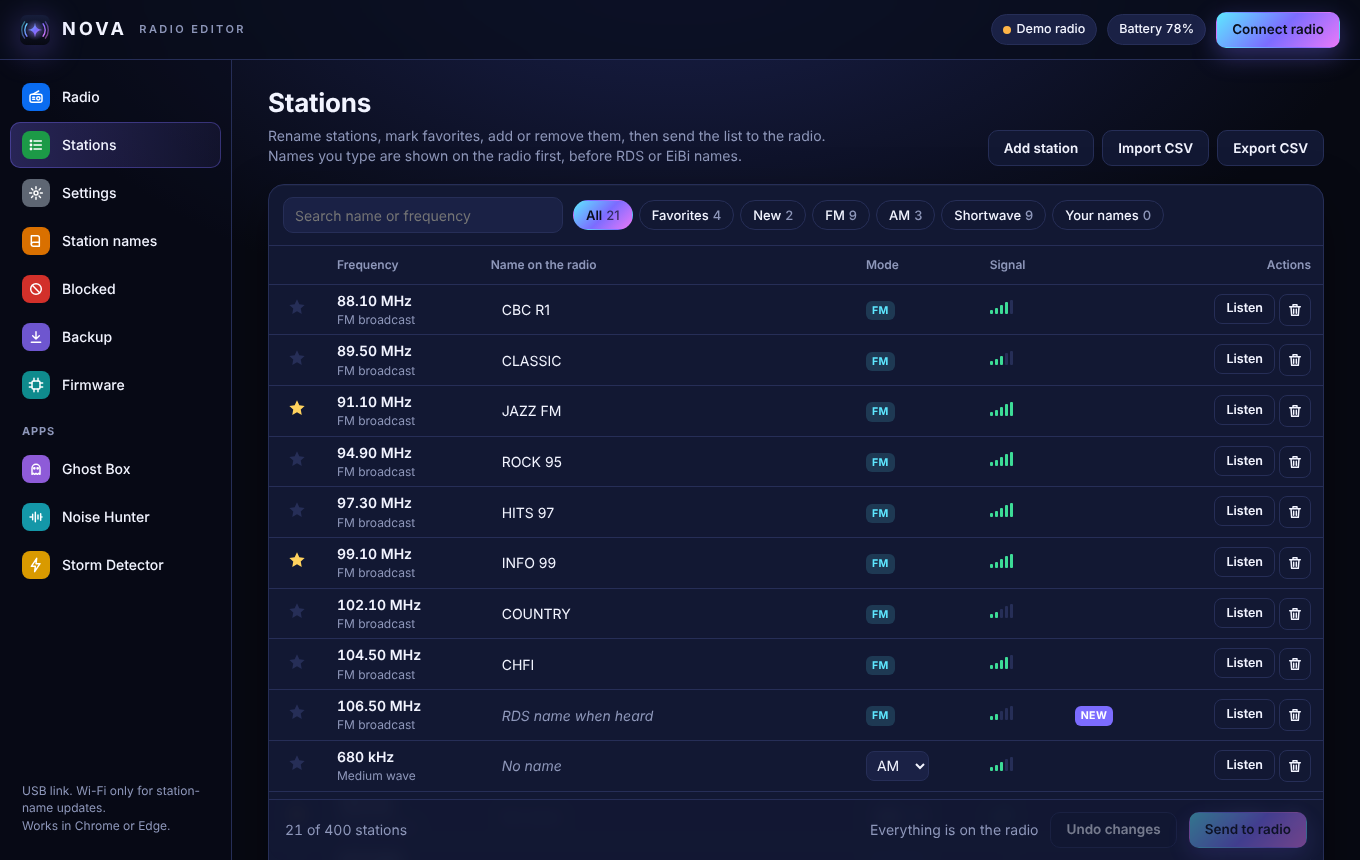 NOVA RADIO EDITOR
Demo radio
Battery 78%
Connect radio
Radio
Stations
Settings
Station names
Blocked
Backup
Firmware
APPS
Ghost Box
Noise Hunter
Storm Detector
USB link. Wi-Fi only for station-
name updates.
Works in Chrome or Edge.
Stations
Rename stations, mark favorites, add or remove them, then send the list to the radio.
Names you type are shown on the radio first, before RDS or EiBi names.
Add station
Import CSV
Export CSV
Search name or frequency
All 21
Favorites 4
New 2
FM 9
AM 3
Shortwave 9
Your names 0
Frequency Name on the radio Mode Signal Actions
88.10 MHz
FM broadcast
CBC R1 FM Listen
89.50 MHz
FM broadcast
CLASSIC FM Listen
91.10 MHz
FM broadcast
JAZZ FM FM Listen
94.90 MHz
FM broadcast
ROCK 95 FM Listen
97.30 MHz
FM broadcast
HITS 97 FM Listen
99.10 MHz
FM broadcast
INFO 99 FM Listen
102.10 MHz
FM broadcast
COUNTRY FM Listen
104.50 MHz
FM broadcast
CHFI FM Listen
106.50 MHz
FM broadcast
RDS name when heard FM NEW Listen
680 kHz
Medium wave
No name AM Listen
21 of 400 stations
Everything is on the radio
Undo changes
Send to radio